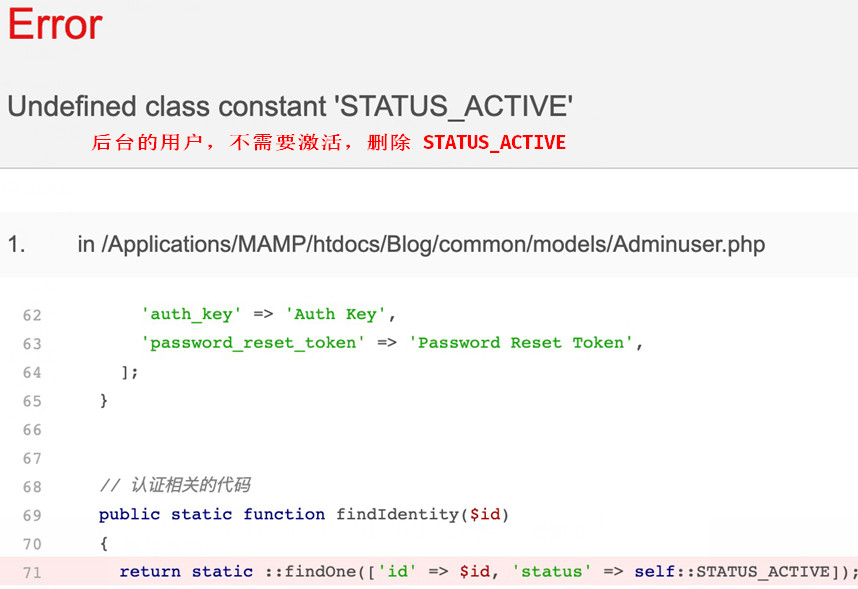 Error
Undefined class constant 'STATUS_ACTIVE'
后台的用户，不需要激活，删除 STATUS_ACTIVE
1. in /Applications/MAMP/htdocs/Blog/common/models/Adminuser.php
62 'auth_key' => 'Auth Key',
63 'password_reset_token' => 'Password Reset Token',
64 ];
65 }
66
67
68 // 认证相关的代码
69 public static function findIdentity($id)
70 {
71 return static ::findOne(['id' => $id, 'status' => self::STATUS_ACTIVE]);